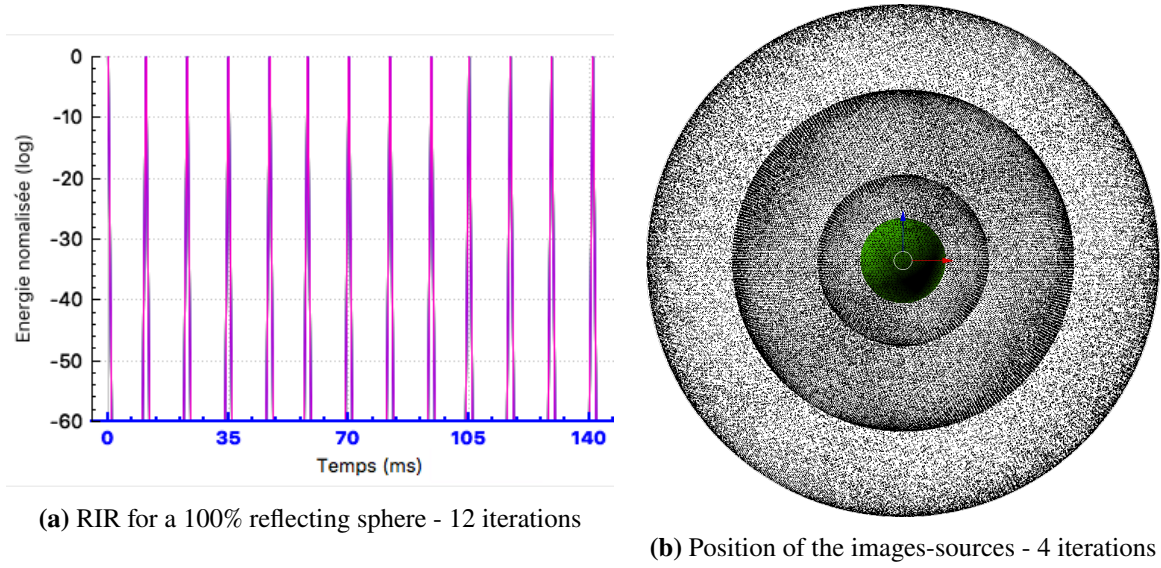 Energie nomalisée (log)
0
-10
-20
-30
-40
-50
-60
0 35 70 105 140
Temps (ms)
(a) RIR for a 100% reflecting sphere - 12 iterations
(b) Position of the images-sources - 4 iterations